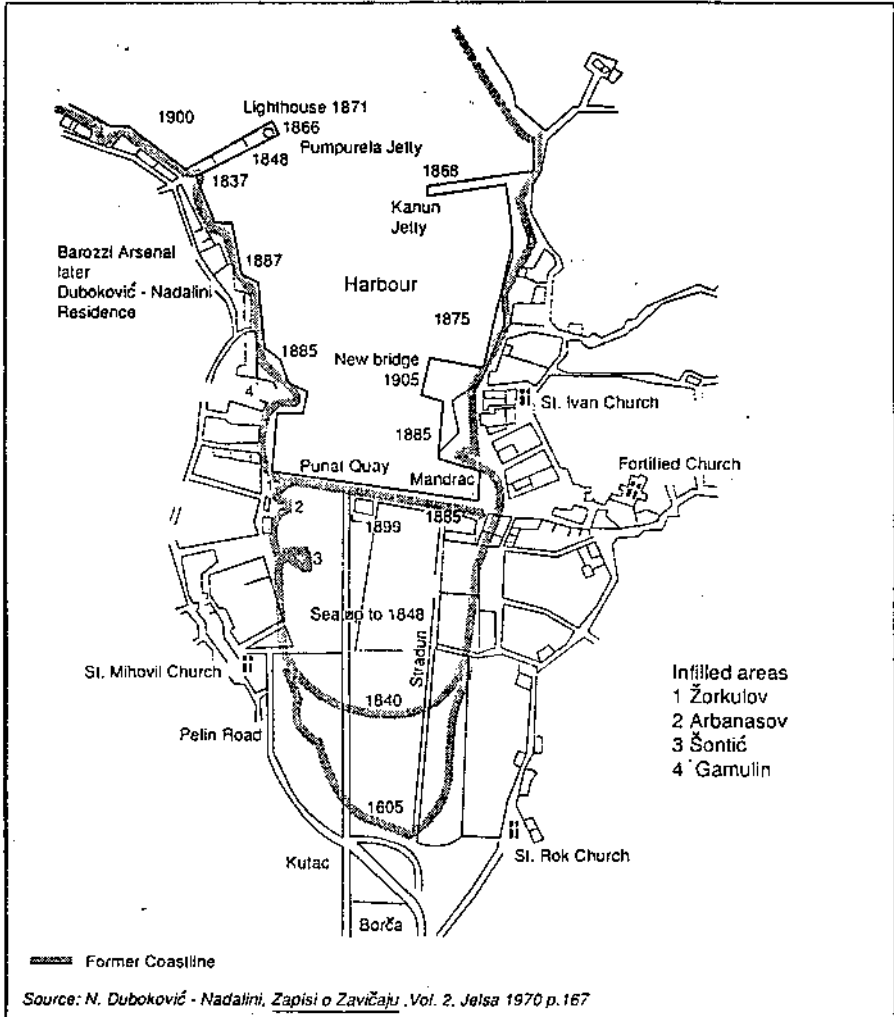 1900
Lighthouse 1871
1866
1848
Pumpurela Jetty
1837
1868
Kanun
Jetty
Barozzi Arsenal
later
Duboković - Nadalini
Residence
1887
Harbour
1875
1885
New bridge
1905
4
St. Ivan Church
1885
Punat Quay
Mandrac
Fortified Church
2
1899
1885
3
Sea up to 1848
Stradun
St. Mihovil Church
1840
Pelin Road
Infilled areas
1 Žorkulov
2 Arbanasov
3 Šontić
4 Gamulin
1605
Kutac
St. Rok Church
Borča
Former Coastline
Source: N. Duboković - Nadalini, Zapisi o Zavičaju, Vol. 2, Jelsa 1970 p.167